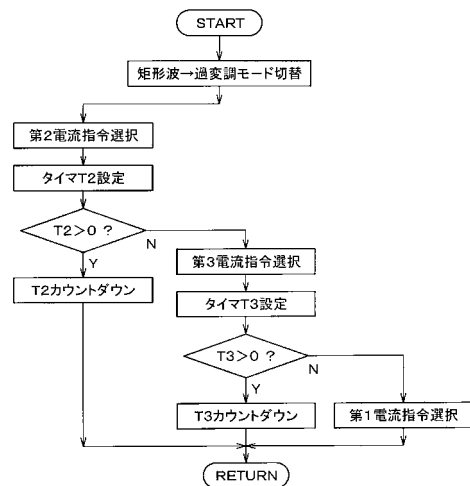 START
矩形波→過変調モード切替
第2電流指令選択
タイマT2設定
T2>0 ?
N
Y
T2カウントダウン
第3電流指令選択
タイマT3設定
T3>0 ?
N
Y
T3カウントダウン
第1電流指令選択
RETURN